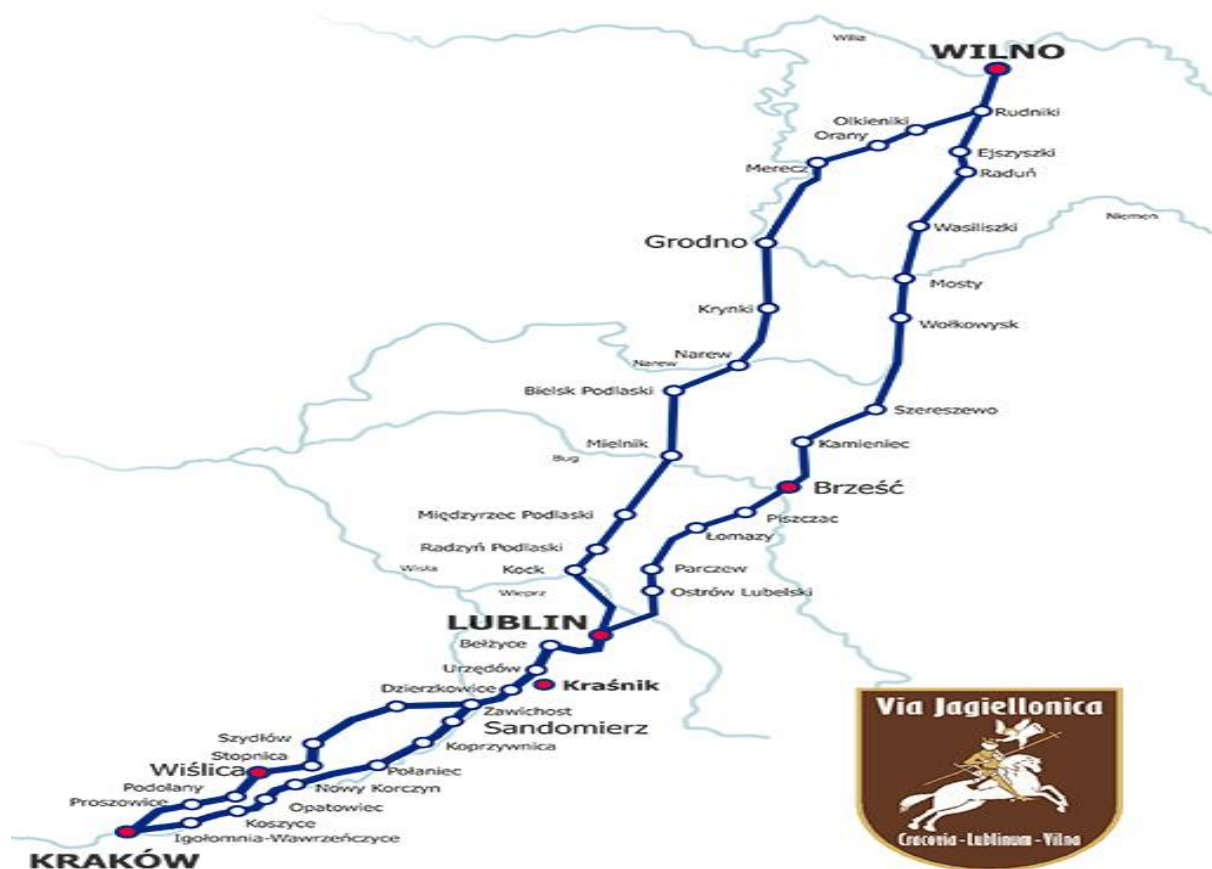 Wilia
WILNO
Rudniki
Olkieniki
Orany
Merecz
Ejszyszki
Raduń
Niemen
Wasiliszki
Grodno
Mosty
Krynki
Wołkowysk
Narew
Narew
Bielsk Podlaski
Szereszewo
Mielnik
Kamieniec
Bug
Brześć
Międzyrzec Podlaski
Piszczac
Łomazy
Radzyń Podlaski
Wisła
Kock
Parczew
Wieprz
Ostrów Lubelski
LUBLIN
Bełżyce
Urzędów
Kraśnik
Dzierzkowice
Zawichost
Sandomierz
Szydłów
Koprzywnica
Stopnica
Wiślica
Połaniec
Podolany
Nowy Korczyn
Proszowice
Opatowiec
Koszyce
Igołomnia-Wawrzeńczyce
KRAKÓW
Via Jagiellonica
Cracovia - Lublinum - Vilna